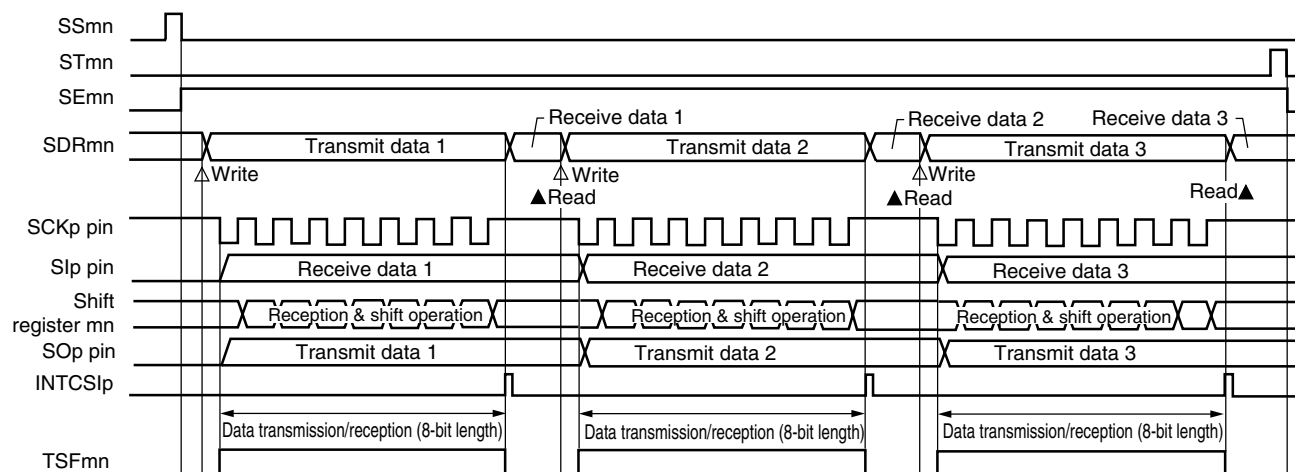 SSmn
STmn
SEmn
Receive data 1
Receive data 2
Receive data 3
SDRmn
Transmit data 1
Transmit data 2
Transmit data 3
△Write
△Write
△Write
▲Read
▲Read
Read▲
SCKp pin
SIp pin
Receive data 1
Receive data 2
Receive data 3
Shift
register mn
Reception & shift operation
Reception & shift operation
Reception & shift operation
SOp pin
Transmit data 1
Transmit data 2
Transmit data 3
INTCSIp
Data transmission/reception (8-bit length)
Data transmission/reception (8-bit length)
Data transmission/reception (8-bit length)
TSFmn